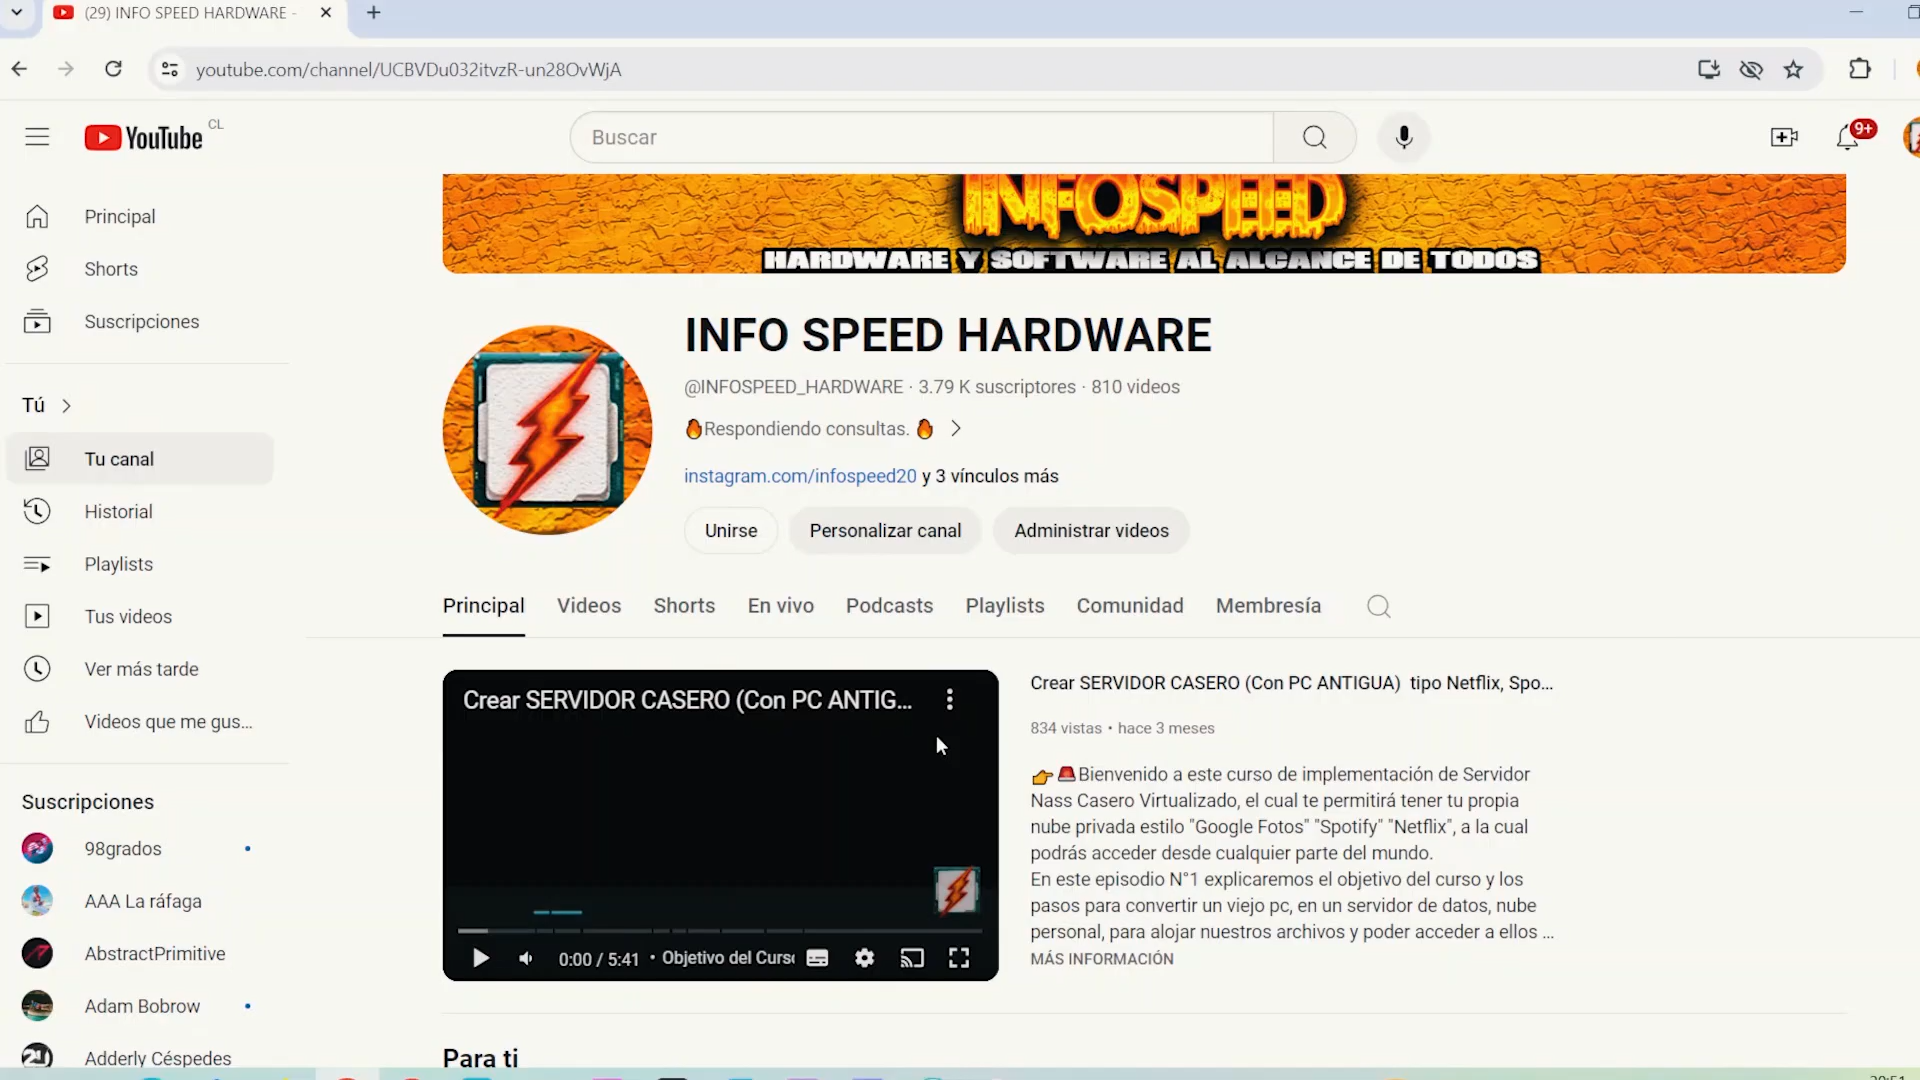 (29) INFO SPEED HARDWARE -
youtube.com/channel/UCBVDu032itvzR-un28OvWjA
YouTube CL
Buscar
9+
INFOSPEED
HARDWARE Y SOFTWARE AL ALCANCE DE TODOS
Principal
Shorts
Suscripciones
Tú
Tu canal
Historial
Playlists
Tus videos
Ver más tarde
Videos que me gus...
Suscripciones
98grados
AAA La ráfaga
AbstractPrimitive
Adam Bobrow
Adderly Céspedes
INFO SPEED HARDWARE
@INFOSPEED_HARDWARE · 3.79 K suscriptores · 810 videos
🔥Respondiendo consultas. 🔥
instagram.com/infospeed20 y 3 vínculos más
Unirse Personalizar canal Administrar videos
Principal Videos Shorts En vivo Podcasts Playlists Comunidad Membresía
Crear SERVIDOR CASERO (Con PC ANTIG...
0:00 / 5:41 • Objetivo del Curs
Crear SERVIDOR CASERO (Con PC ANTIGUA) tipo Netflix, Spo...
834 vistas • hace 3 meses
👉🚨Bienvenido a este curso de implementación de Servidor
Nass Casero Virtualizado, el cual te permitirá tener tu propia
nube privada estilo "Google Fotos" "Spotify" "Netflix", a la cual
podrás acceder desde cualquier parte del mundo.
En este episodio N°1 explicaremos el objetivo del curso y los
pasos para convertir un viejo pc, en un servidor de datos, nube
personal, para alojar nuestros archivos y poder acceder a ellos ...
MÁS INFORMACIÓN
Para ti